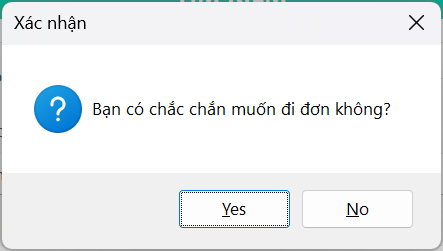 Xác nhận
Bạn có chắc chắn muốn đi đơn không?
Yes
No